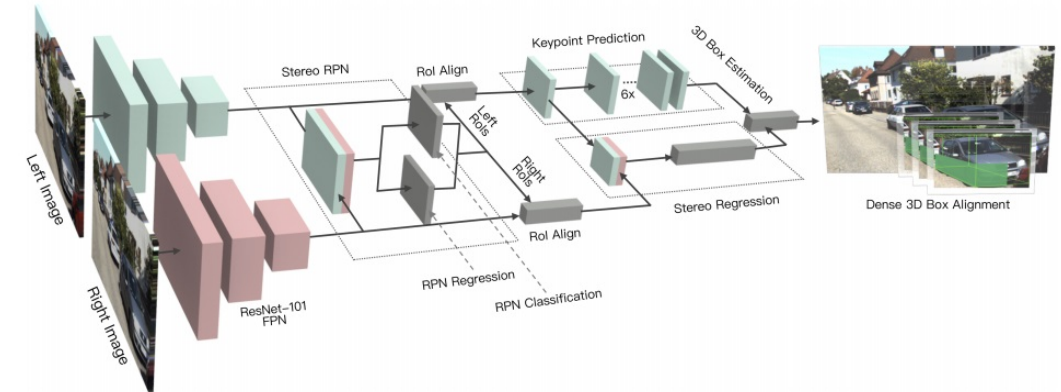 Left Image
Right Image
ResNet-101
FPN
Stereo RPN
RoI Align
Left
RoIs
Right
RoIs
RoI Align
RPN Regression
RPN Classification
Keypoint Prediction
6x
3D Box Estimation
Stereo Regression
Dense 3D Box Alignment